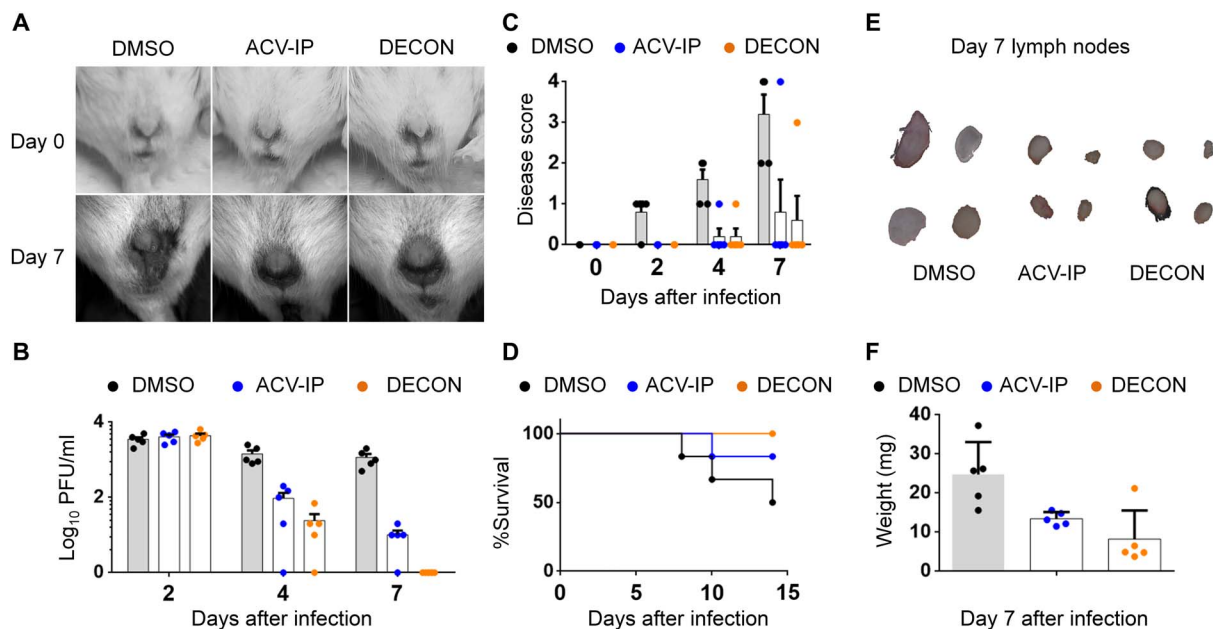 A
DMSO ACV-IP DECON
Day 0
Day 7
B
DMSO ACV-IP DECON
Log10 PFU/ml
4
2
0
2 4 7
Days after infection
C
DMSO ACV-IP DECON
Disease score
4
3
2
1
0
0 2 4 7
Days after infection
D
DMSO ACV-IP DECON
%Survival
100
50
0
0 5 10 15
Days after infection
E
Day 7 lymph nodes
DMSO ACV-IP DECON
F
DMSO ACV-IP DECON
Weight (mg)
40
30
20
10
0
Day 7 after infection